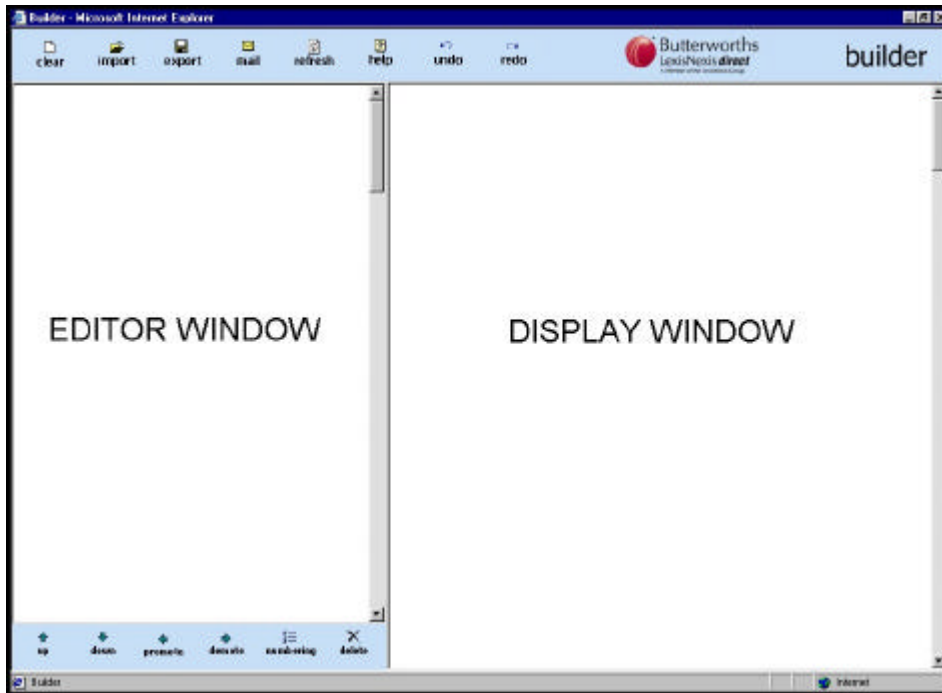 Builder - Microsoft Internet Explorer
clear import export mail refresh help undo redo
Butterworths
LexisNexis direct
builder
EDITOR WINDOW
DISPLAY WINDOW
up down promote demote numbering delete
Builder
Internet